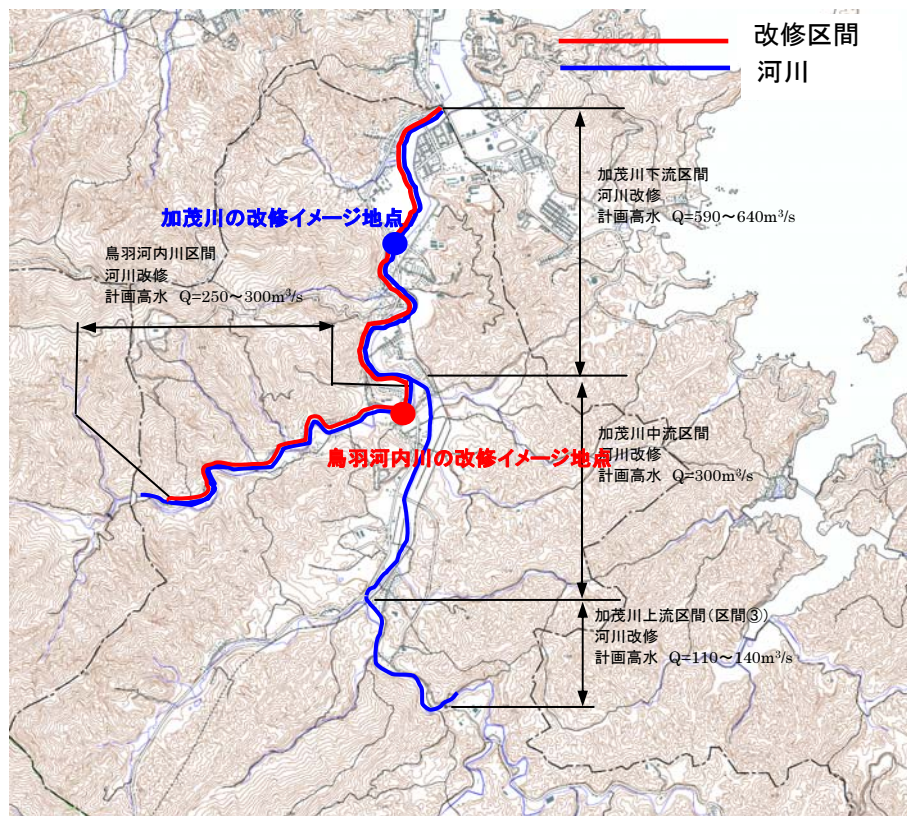 改修区間
河川
加茂川下流区間
河川改修
計画高水 Q=590～640m³/s
加茂川の改修イメージ地点
鳥羽河内川区間
河川改修
計画高水 Q=250～300m³/s
加茂川中流区間
河川改修
計画高水 Q=300m³/s
鳥羽河内川の改修イメージ地点
加茂川上流区間(区間③)
河川改修
計画高水 Q=110～140m³/s